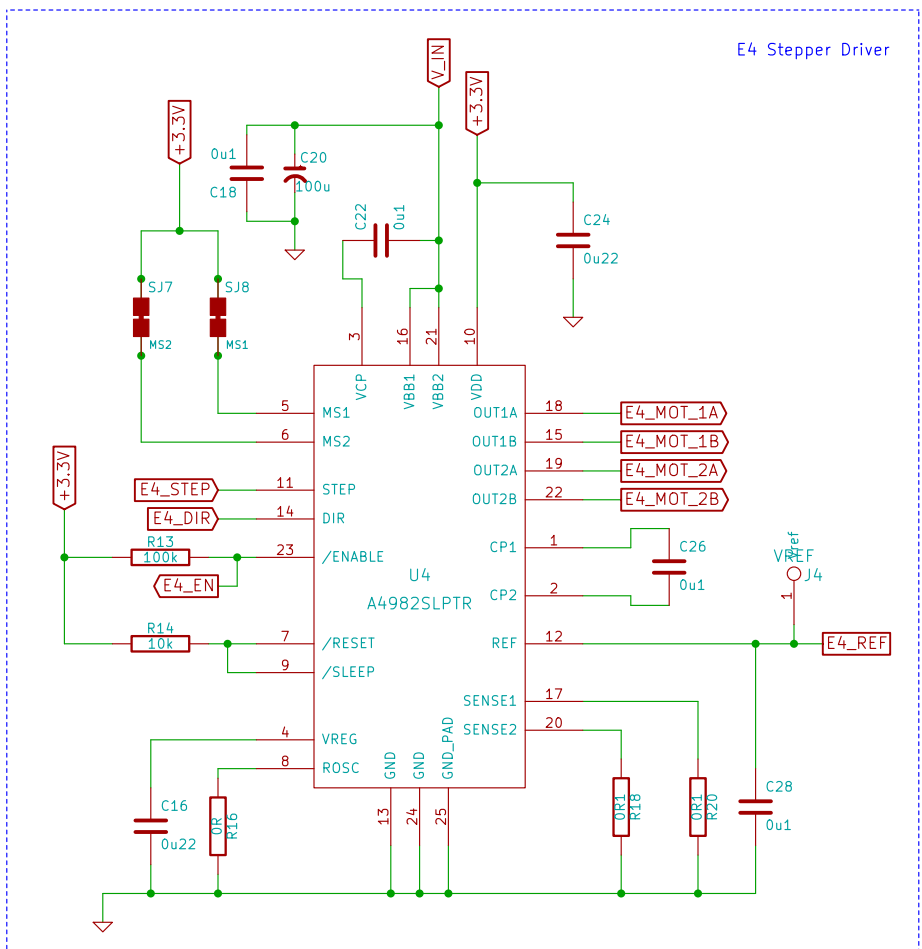 E4 Stepper Driver
V_IN
+3.3V
+3.3V
0u1
C18
C20
100u
C22
0u1
C24
0u22
SJ7
MS2
SJ8
MS1
3
16
21
10
VCP
VBB1
VBB2
VDD
5
MS1
6
MS2
OUT1A
18
E4_MOT_1A
OUT1B
15
E4_MOT_1B
OUT2A
19
E4_MOT_2A
OUT2B
22
E4_MOT_2B
+3.3V
E4_STEP
11
STEP
E4_DIR
14
DIR
R13
100k
23
/ENABLE
E4_EN
CP1
1
CP2
2
C26
0u1
U4
A4982SLPTR
Vref
VREF
J4
1
R14
10k
7
/RESET
9
/SLEEP
REF
12
E4_REF
SENSE1
17
SENSE2
20
4
VREG
8
ROSC
GND
GND
GND_PAD
13
24
25
C16
0u22
0R
R16
0R1
R18
0R1
R20
C28
0u1